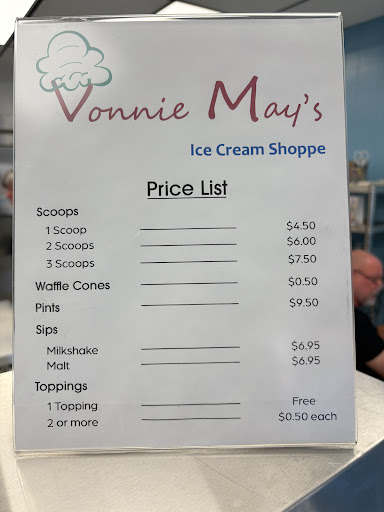 Vonnie May's
Ice Cream Shoppe
Price List
Scoops
1 Scoop $4.50
2 Scoops $6.00
3 Scoops $7.50
Waffle Cones $0.50
Pints $9.50
Sips
Milkshake $6.95
Malt $6.95
Toppings
1 Topping Free
2 or more $0.50 each